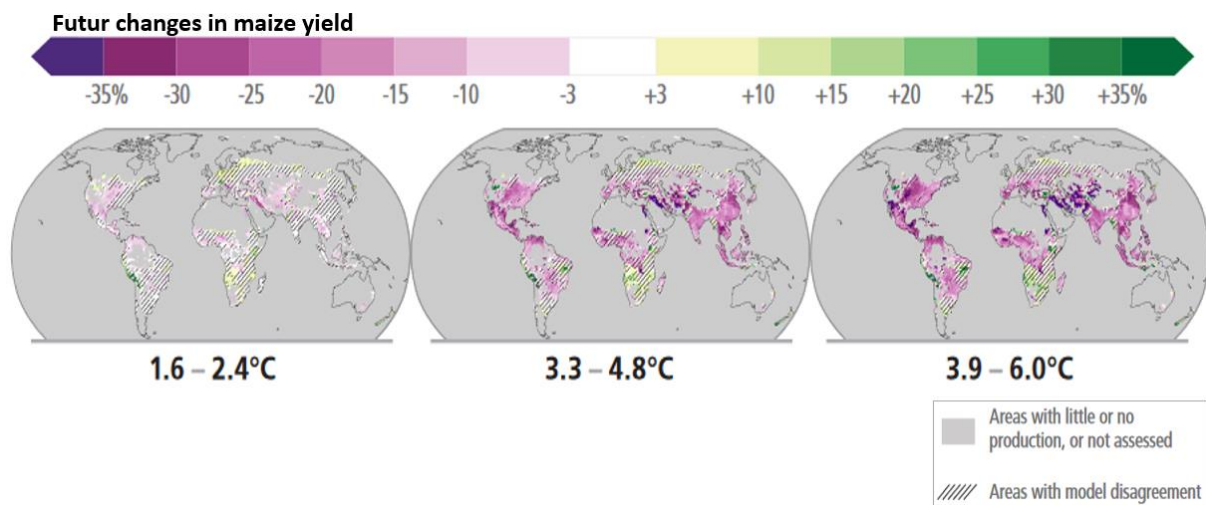 Futur changes in maize yield
-35% -30 -25 -20 -15 -10 -3 +3 +10 +15 +20 +25 +30 +35%
1.6 – 2.4°C 3.3 – 4.8°C 3.9 – 6.0°C
Areas with little or no
production, or not assessed
Areas with model disagreement